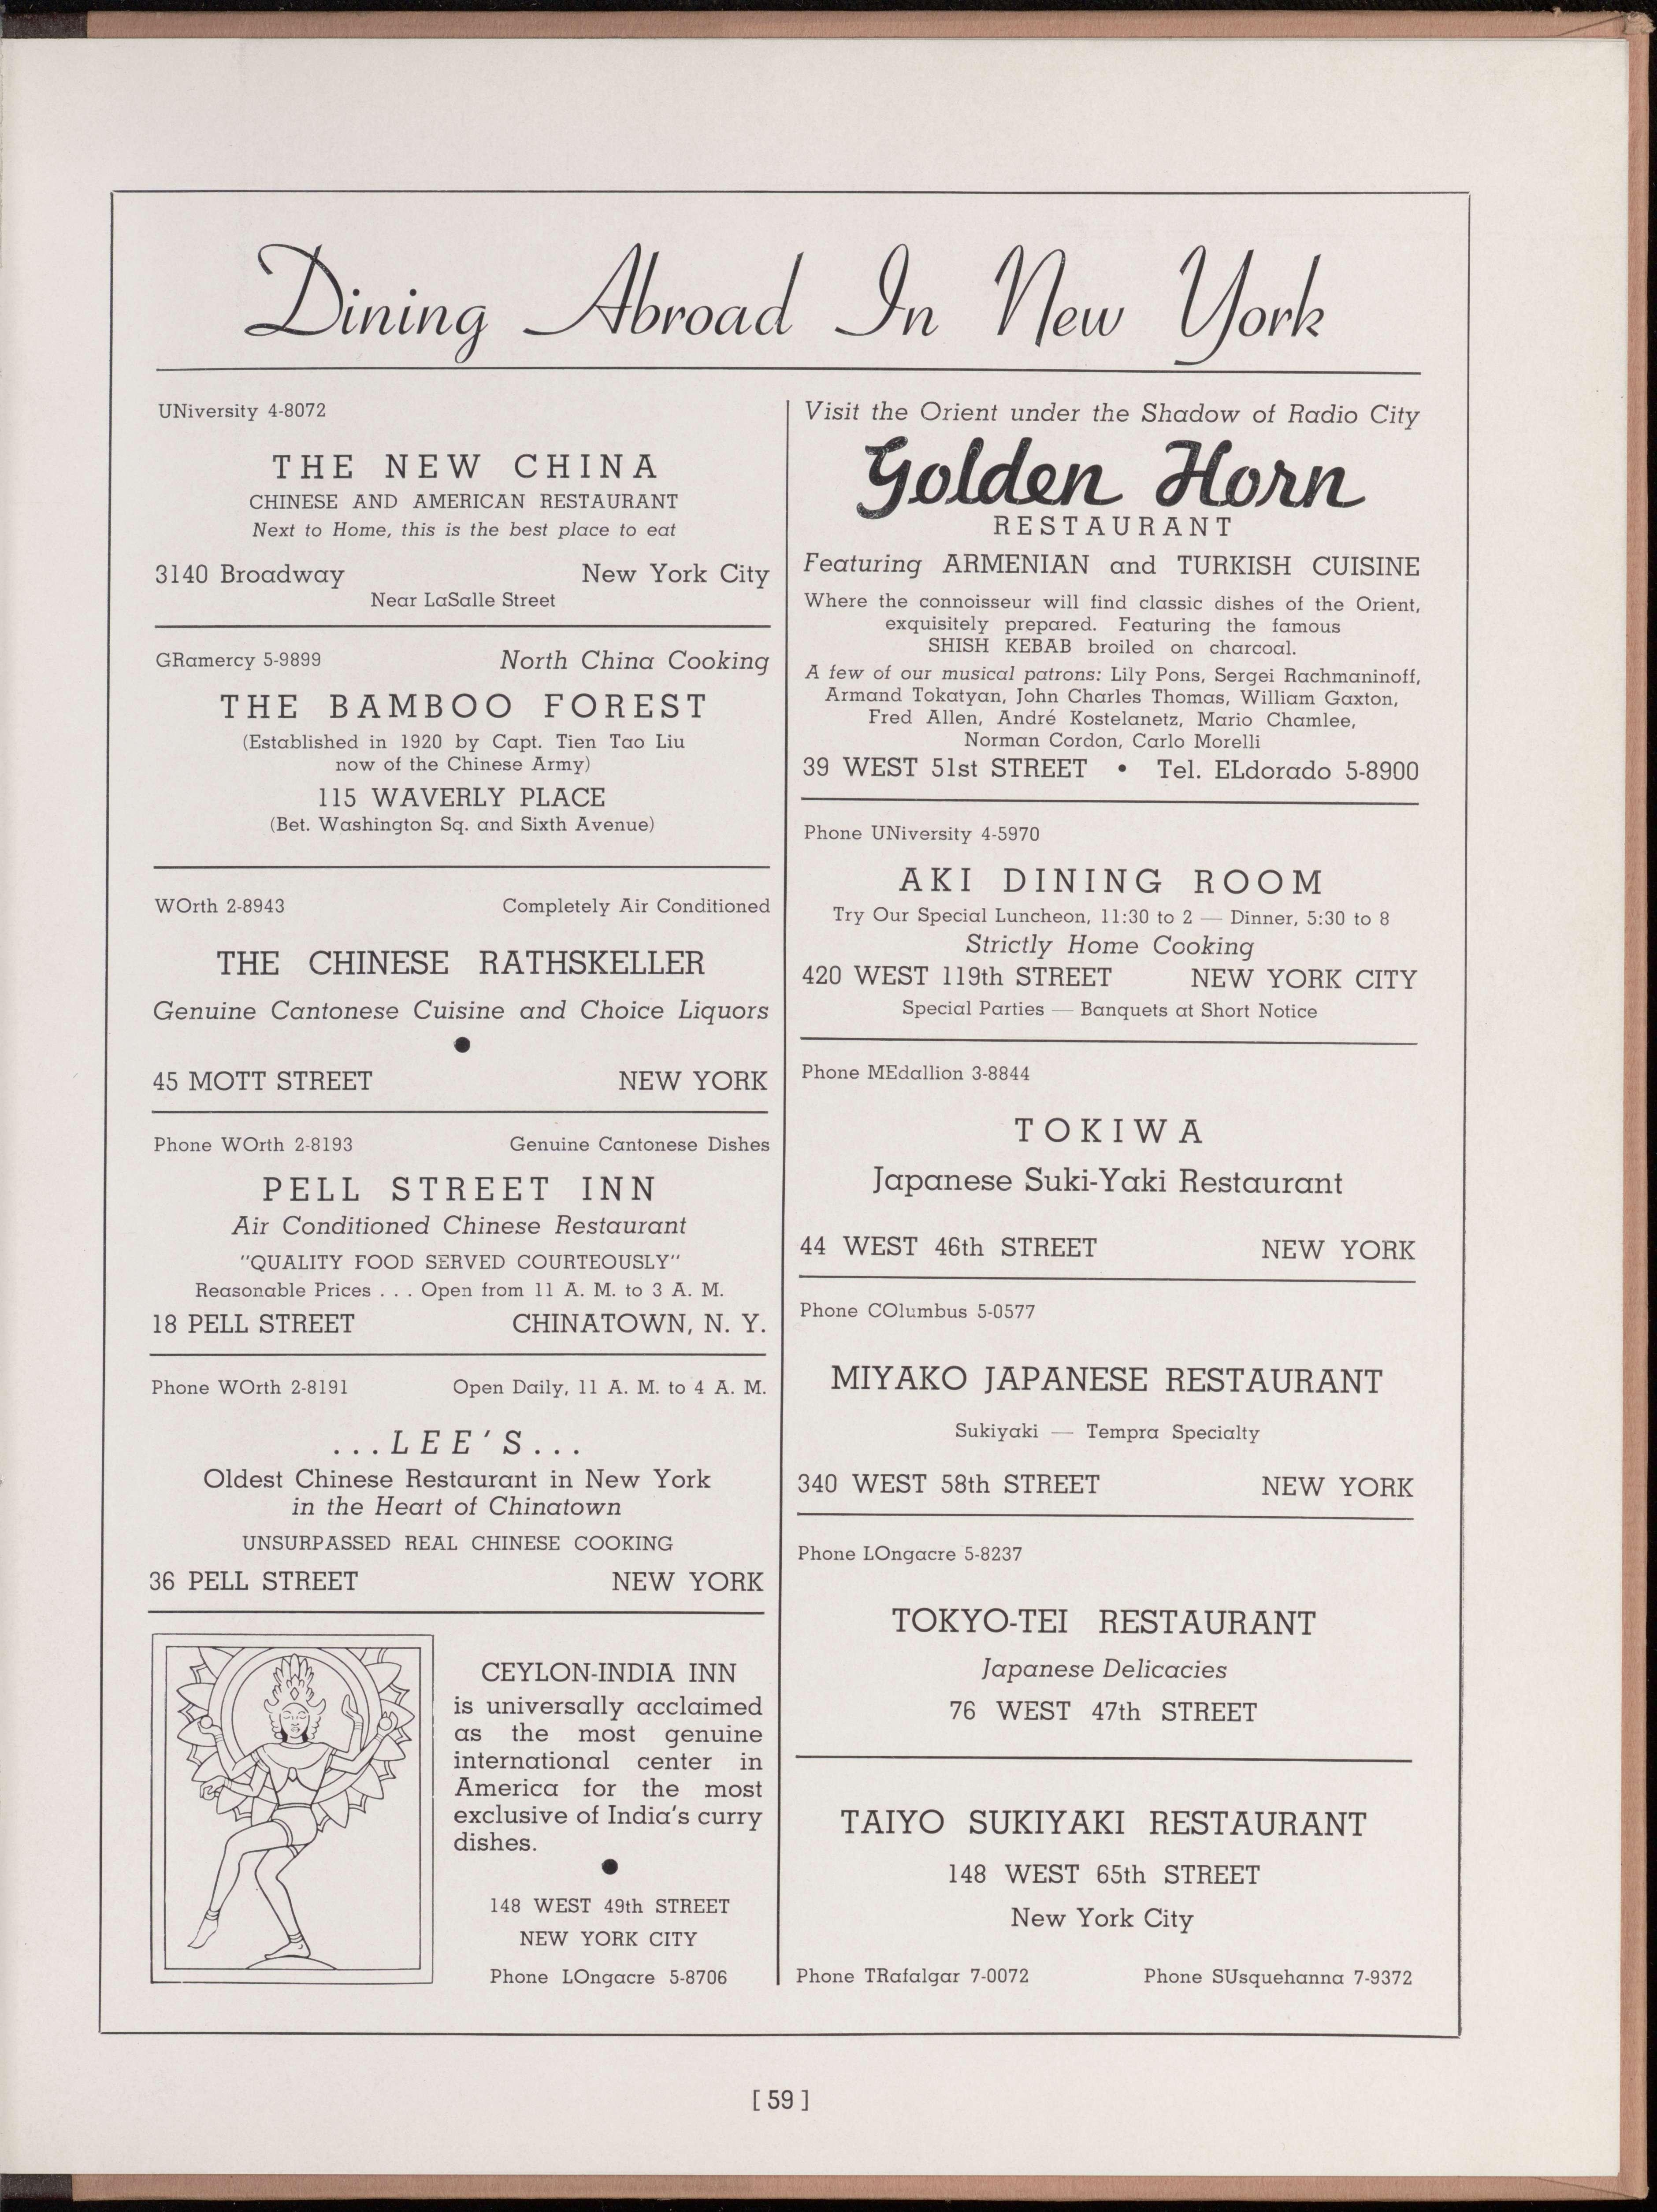 Dining Abroad In New York
UNiversity 4-8072
THE NEW CHINA
CHINESE AND AMERICAN RESTAURANT
Next to Home, this is the best place to eat
3140 Broadway New York City
Near LaSalle Street
GRamercy 5-9899 North China Cooking
THE BAMBOO FOREST
(Established in 1920 by Capt. Tien Tao Liu
now of the Chinese Army)
115 WAVERLY PLACE
(Bet. Washington Sq. and Sixth Avenue)
WOrth 2-8943 Completely Air Conditioned
THE CHINESE RATHSKELLER
Genuine Cantonese Cuisine and Choice Liquors
●
45 MOTT STREET NEW YORK
Phone WOrth 2-8193 Genuine Cantonese Dishes
PELL STREET INN
Air Conditioned Chinese Restaurant
"QUALITY FOOD SERVED COURTEOUSLY"
Reasonable Prices . . . Open from 11 A. M. to 3 A. M.
18 PELL STREET CHINATOWN, N. Y.
Phone WOrth 2-8191 Open Daily, 11 A. M. to 4 A. M.
...LEE'S...
Oldest Chinese Restaurant in New York
in the Heart of Chinatown
UNSURPASSED REAL CHINESE COOKING
36 PELL STREET NEW YORK
CEYLON-INDIA INN
is universally acclaimed
as the most genuine
international center in
America for the most
exclusive of India's curry
dishes.
●
148 WEST 49th STREET
NEW YORK CITY
Phone LOngacre 5-8706
Visit the Orient under the Shadow of Radio City
Golden Horn
RESTAURANT
Featuring ARMENIAN and TURKISH CUISINE
Where the connoisseur will find classic dishes of the Orient,
exquisitely prepared. Featuring the famous
SHISH KEBAB broiled on charcoal.
A few of our musical patrons: Lily Pons, Sergei Rachmaninoff,
Armand Tokatyan, John Charles Thomas, William Gaxton,
Fred Allen, André Kostelanetz, Mario Chamlee,
Norman Cordon, Carlo Morelli
39 WEST 51st STREET • Tel. ELdorado 5-8900
Phone UNiversity 4-5970
AKI DINING ROOM
Try Our Special Luncheon, 11:30 to 2 — Dinner, 5:30 to 8
Strictly Home Cooking
420 WEST 119th STREET NEW YORK CITY
Special Parties — Banquets at Short Notice
Phone MEdallion 3-8844
TOKIWA
Japanese Suki-Yaki Restaurant
44 WEST 46th STREET NEW YORK
Phone COlumbus 5-0577
MIYAKO JAPANESE RESTAURANT
Sukiyaki — Tempra Specialty
340 WEST 58th STREET NEW YORK
Phone LOngacre 5-8237
TOKYO-TEI RESTAURANT
Japanese Delicacies
76 WEST 47th STREET
TAIYO SUKIYAKI RESTAURANT
148 WEST 65th STREET
New York City
Phone TRafalgar 7-0072 Phone SUsquehanna 7-9372
[ 59 ]